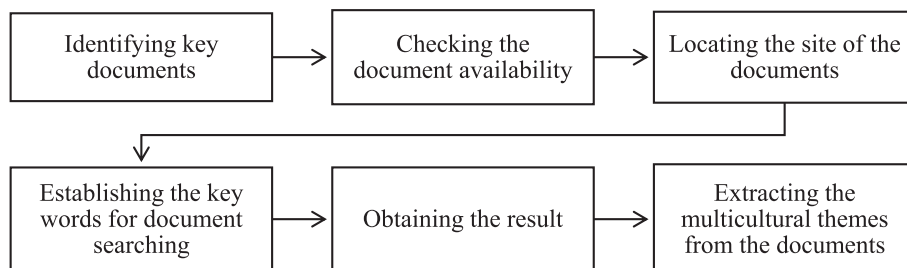 Identifying key
documents
Checking the
document availability
Locating the site of the
documents
Establishing the key
words for document
searching
Obtaining the result
Extracting the
multicultural themes
from the documents